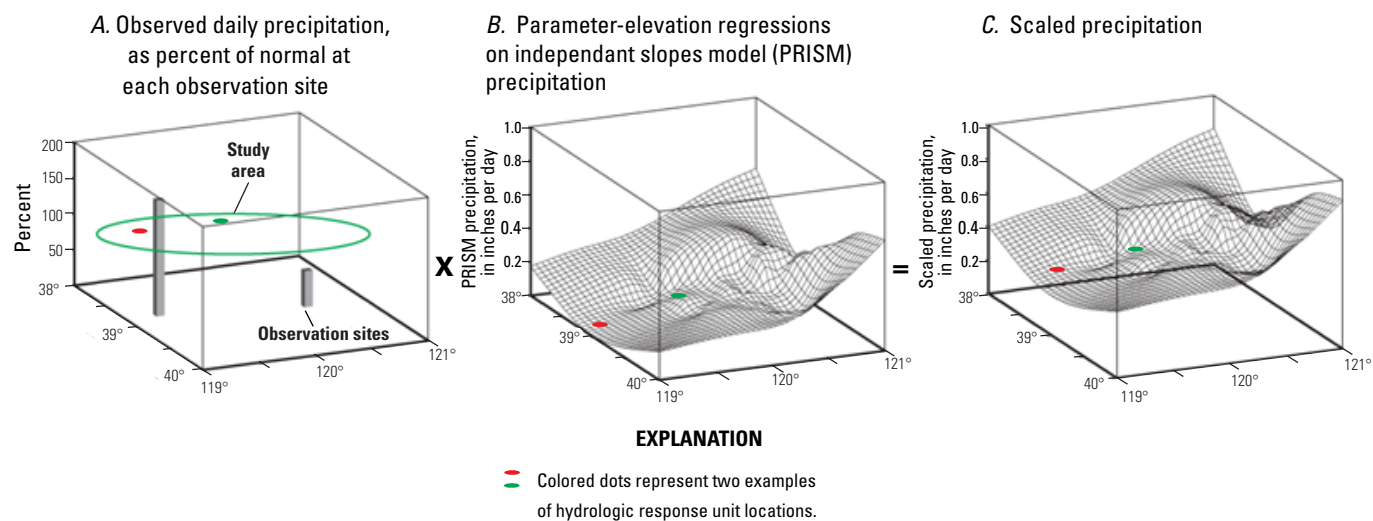 A. Observed daily precipitation,
as percent of normal at
each observation site
Percent
200
150
100
50
38°
39°
40°
119°
120°
121°
Study
area
Observation sites
X
B. Parameter-elevation regressions
on independant slopes model (PRISM)
precipitation
PRISM precipitation,
in inches per day
1.0
0.8
0.6
0.4
0.2
38°
39°
40°
119°
120°
121°
=
C. Scaled precipitation
Scaled precipitation,
in inches per day
1.0
0.8
0.6
0.4
0.2
38°
39°
40°
119°
120°
121°
EXPLANATION
Colored dots represent two examples
of hydrologic response unit locations.